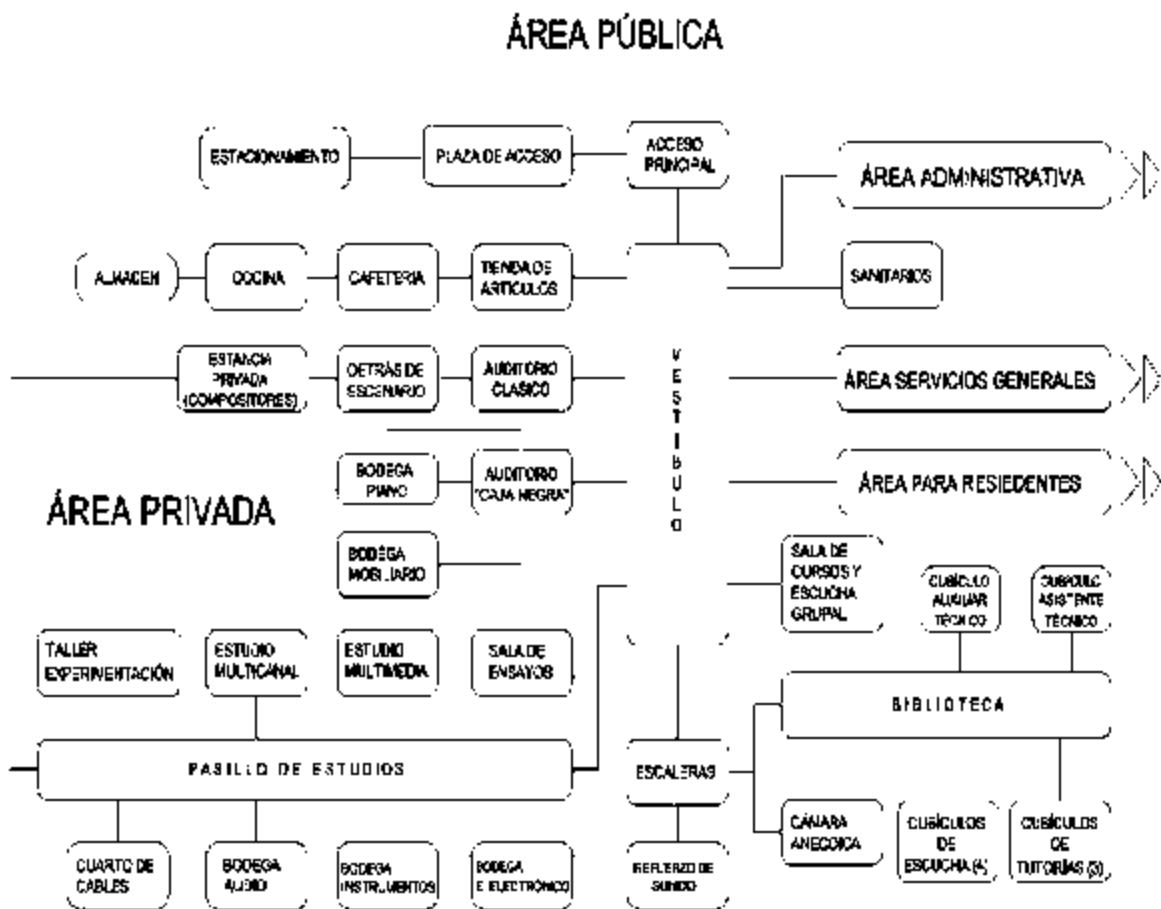 ÁREA PÚBLICA
ESTACIONAMIENTO
PLAZA DE ACCESO
ACCESO
PRINCIPAL
ÁREA ADMINISTRATIVA
ALMACEN
COCINA
CAFETERIA
TIENDA DE
ARTICULOS
SANITARIOS
ESTANCIA
PRIVADA
(COMPOSITORES)
DETRÁS DE
ESCENARIO
AUDITORIO
CLASICO
VESTIBULO
ÁREA SERVICIOS GENERALES
BODEGA
PIANO
AUDITORIO
"CAJA NEGRA"
ÁREA PARA RESIEDENTES
ÁREA PRIVADA
BODEGA
MOBILIARIO
SALA DE
CURSOS Y
ESCUCHA
GRUPAL
CUBÍCULO
AUXILIAR
TÉCNICO
CUBÍCULO
ASISTENTE
TÉCNICO
TALLER
EXPERIMENTACIÓN
ESTUDIO
MULTICANAL
ESTUDIO
MULTIMEDIA
SALA DE
ENSAYOS
BIBLIOTECA
PASILLO DE ESTUDIOS
ESCALERAS
CÁMARA
ANECOICA
CUBÍCULOS
DE
ESCUCHA (4)
CUBÍCULOS
DE
TUTORÍAS (3)
CUARTO DE
CABLES
BODEGA
AUDIO
BODEGA
INSTRUMENTOS
BODEGA
E. ELECTRÓNICO
REFUERZO DE
SONIDO